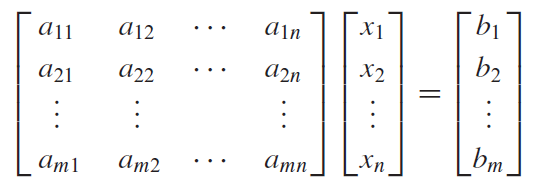 a11 a12 ··· a1n x1 b1
a21 a22 ··· a2n x2 = b2
⋮ ⋮ ⋮ ⋮ ⋮
am1 am2 ··· amn xn bm